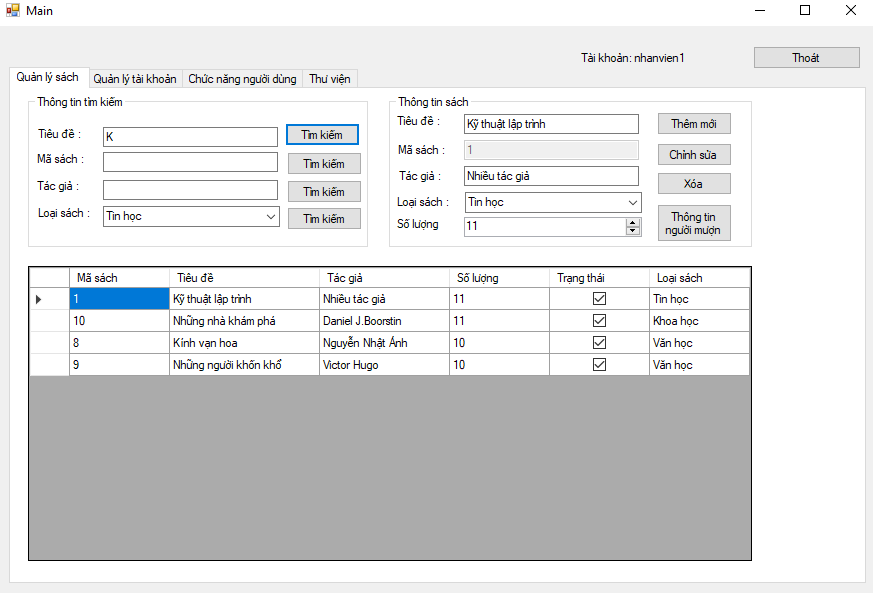 Main
Tài khoản: nhanvien1
Thoát
Quản lý sách Quản lý tài khoản Chức năng người dùng Thư viện
Thông tin tìm kiếm
Tiêu đề : K Tìm kiếm
Mã sách : Tìm kiếm
Tác giả : Tìm kiếm
Loại sách : Tin học Tìm kiếm
Thông tin sách
Tiêu đề : Kỹ thuật lập trình Thêm mới
Mã sách : 1 Chỉnh sửa
Tác giả : Nhiều tác giả Xóa
Loại sách : Tin học
Số lượng 11
Thông tin
người mượn
Mã sách Tiêu đề Tác giả Số lượng Trạng thái Loại sách
1 Kỹ thuật lập trình Nhiều tác giả 11 Tin học
10 Những nhà khám phá Daniel J.Boorstin 11 Khoa học
8 Kính vạn hoa Nguyễn Nhật Ánh 10 Văn học
9 Những người khốn khổ Victor Hugo 10 Văn học